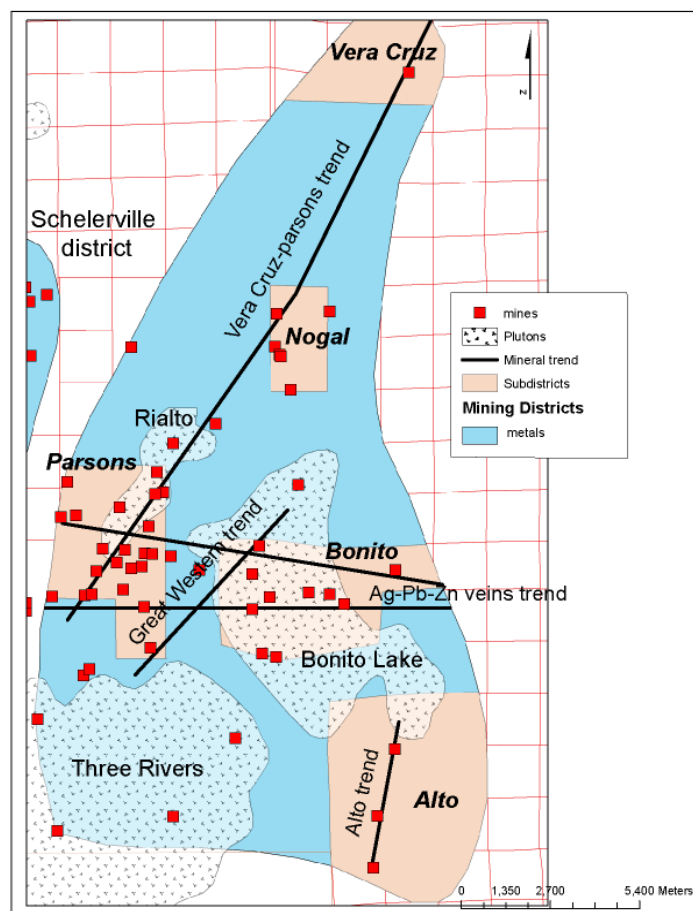 Vera Cruz
z
Schelerville
district
Vera Cruz-parsons trend
Nogal
mines
Plutons
Mineral trend
Subdistricts
Mining Districts
metals
Rialto
Parsons
Great Western trend
Bonito
Ag-Pb-Zn veins trend
Bonito Lake
Three Rivers
Alto trend
Alto
0 1,350 2,700 5,400 Meters